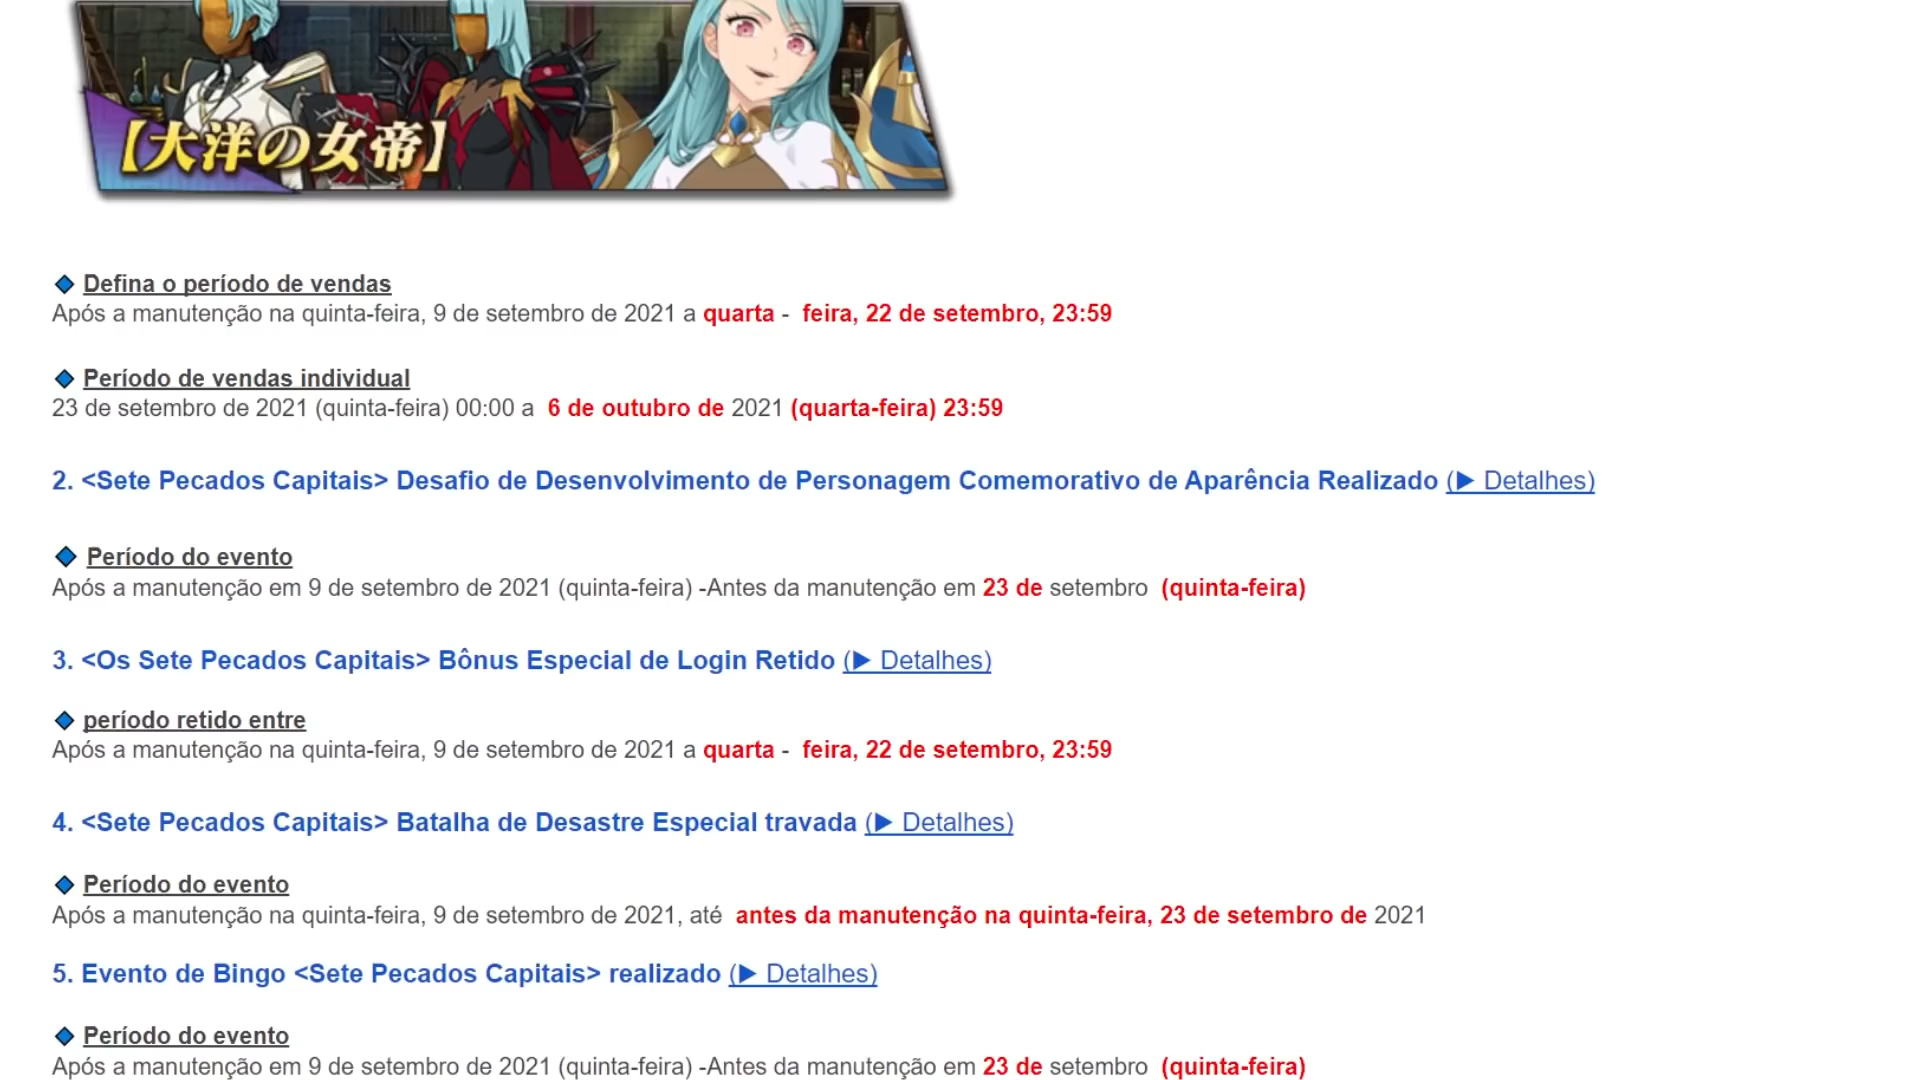 【大洋の女帝】
Defina o período de vendas
Após a manutenção na quinta-feira, 9 de setembro de 2021 a quarta - feira, 22 de setembro, 23:59
Período de vendas individual
23 de setembro de 2021 (quinta-feira) 00:00 a 6 de outubro de 2021 (quarta-feira) 23:59
2. <Sete Pecados Capitais> Desafio de Desenvolvimento de Personagem Comemorativo de Aparência Realizado (▶ Detalhes)
Período do evento
Após a manutenção em 9 de setembro de 2021 (quinta-feira) -Antes da manutenção em 23 de setembro (quinta-feira)
3. <Os Sete Pecados Capitais> Bônus Especial de Login Retido (▶ Detalhes)
período retido entre
Após a manutenção na quinta-feira, 9 de setembro de 2021 a quarta - feira, 22 de setembro, 23:59
4. <Sete Pecados Capitais> Batalha de Desastre Especial travada (▶ Detalhes)
Período do evento
Após a manutenção na quinta-feira, 9 de setembro de 2021, até antes da manutenção na quinta-feira, 23 de setembro de 2021
5. Evento de Bingo <Sete Pecados Capitais> realizado (▶ Detalhes)
Período do evento
Após a manutenção em 9 de setembro de 2021 (quinta-feira) -Antes da manutenção em 23 de setembro (quinta-feira)